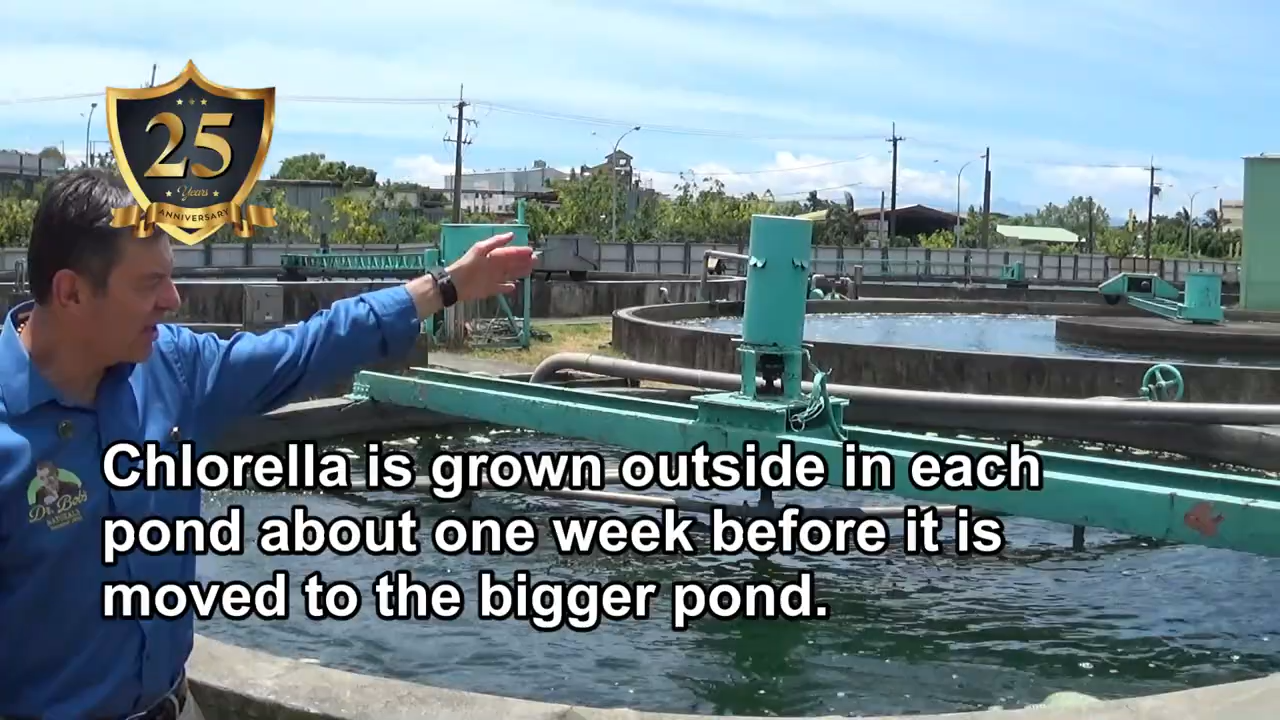 25
Years
ANNIVERSARY
Chlorella is grown outside in each
pond about one week before it is
moved to the bigger pond.
Dr. Bob's
NATURALS